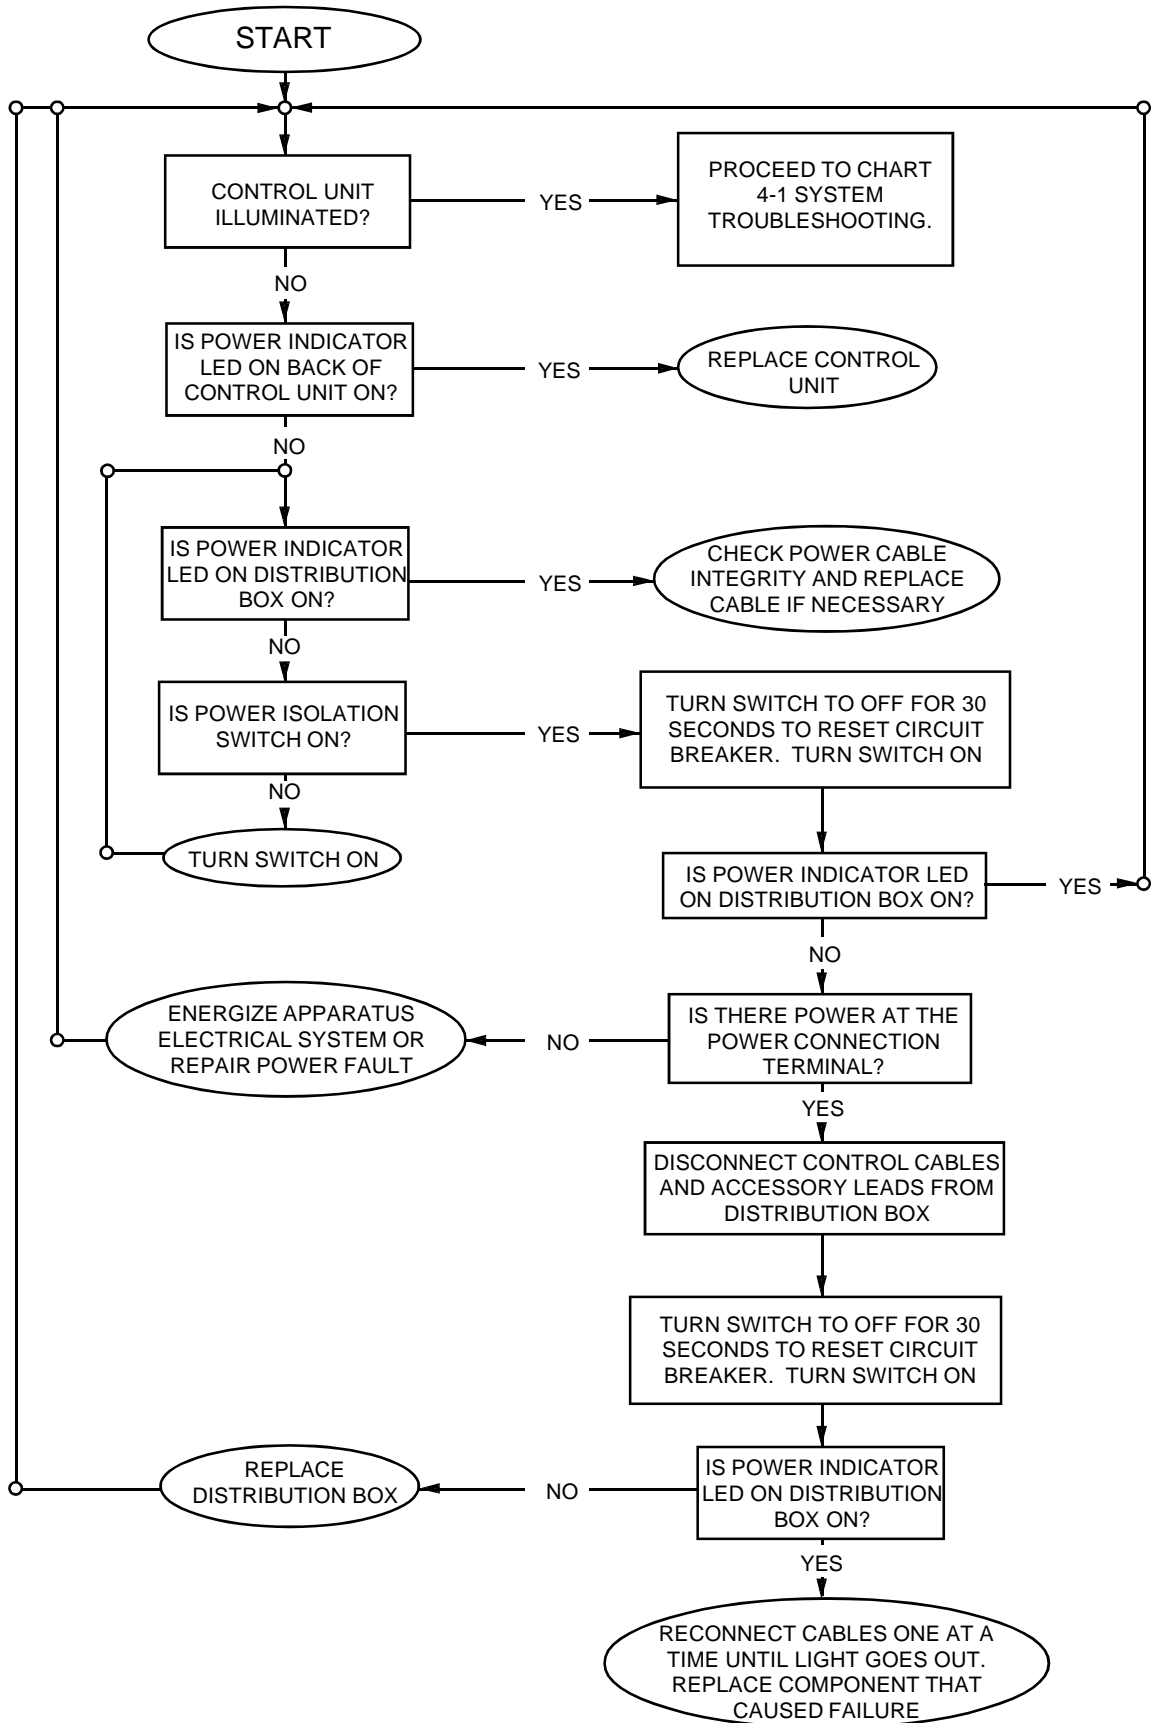 START
CONTROL UNIT
ILLUMINATED?
YES
PROCEED TO CHART
4-1 SYSTEM
TROUBLESHOOTING.
NO
IS POWER INDICATOR
LED ON BACK OF
CONTROL UNIT ON?
YES
REPLACE CONTROL
UNIT
NO
IS POWER INDICATOR
LED ON DISTRIBUTION
BOX ON?
YES
CHECK POWER CABLE
INTEGRITY AND REPLACE
CABLE IF NECESSARY
NO
IS POWER ISOLATION
SWITCH ON?
YES
TURN SWITCH TO OFF FOR 30
SECONDS TO RESET CIRCUIT
BREAKER. TURN SWITCH ON
NO
TURN SWITCH ON
IS POWER INDICATOR LED
ON DISTRIBUTION BOX ON?
YES
NO
IS THERE POWER AT THE
POWER CONNECTION
TERMINAL?
NO
ENERGIZE APPARATUS
ELECTRICAL SYSTEM OR
REPAIR POWER FAULT
YES
DISCONNECT CONTROL CABLES
AND ACCESSORY LEADS FROM
DISTRIBUTION BOX
TURN SWITCH TO OFF FOR 30
SECONDS TO RESET CIRCUIT
BREAKER. TURN SWITCH ON
IS POWER INDICATOR
LED ON DISTRIBUTION
BOX ON?
NO
REPLACE
DISTRIBUTION BOX
YES
RECONNECT CABLES ONE AT A
TIME UNTIL LIGHT GOES OUT.
REPLACE COMPONENT THAT
CAUSED FAILURE